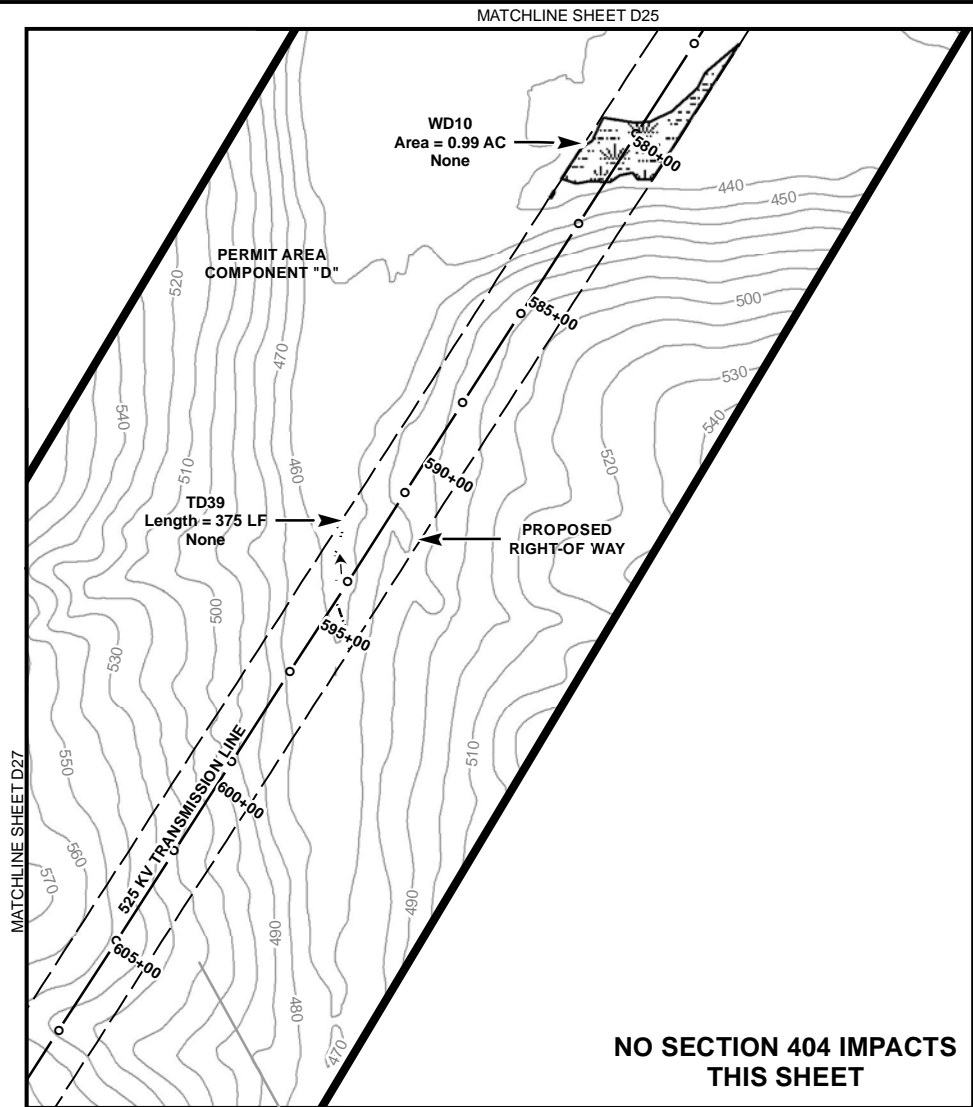 MATCHLINE SHEET D25
WD10
Area = 0.99 AC
None
580+00
440
450
PERMIT AREA
COMPONENT "D"
520
500
585+00
470
530
540
540
510
460
590+00
520
TD39
Length = 375 LF
None
PROPOSED
RIGHT-OF WAY
500
595+00
530
510
MATCHLINE SHEET D27
550
525 KV TRANSMISSION LINE
600+00
560
570
490
490
605+00
480
470
NO SECTION 404 IMPACTS
THIS SHEET